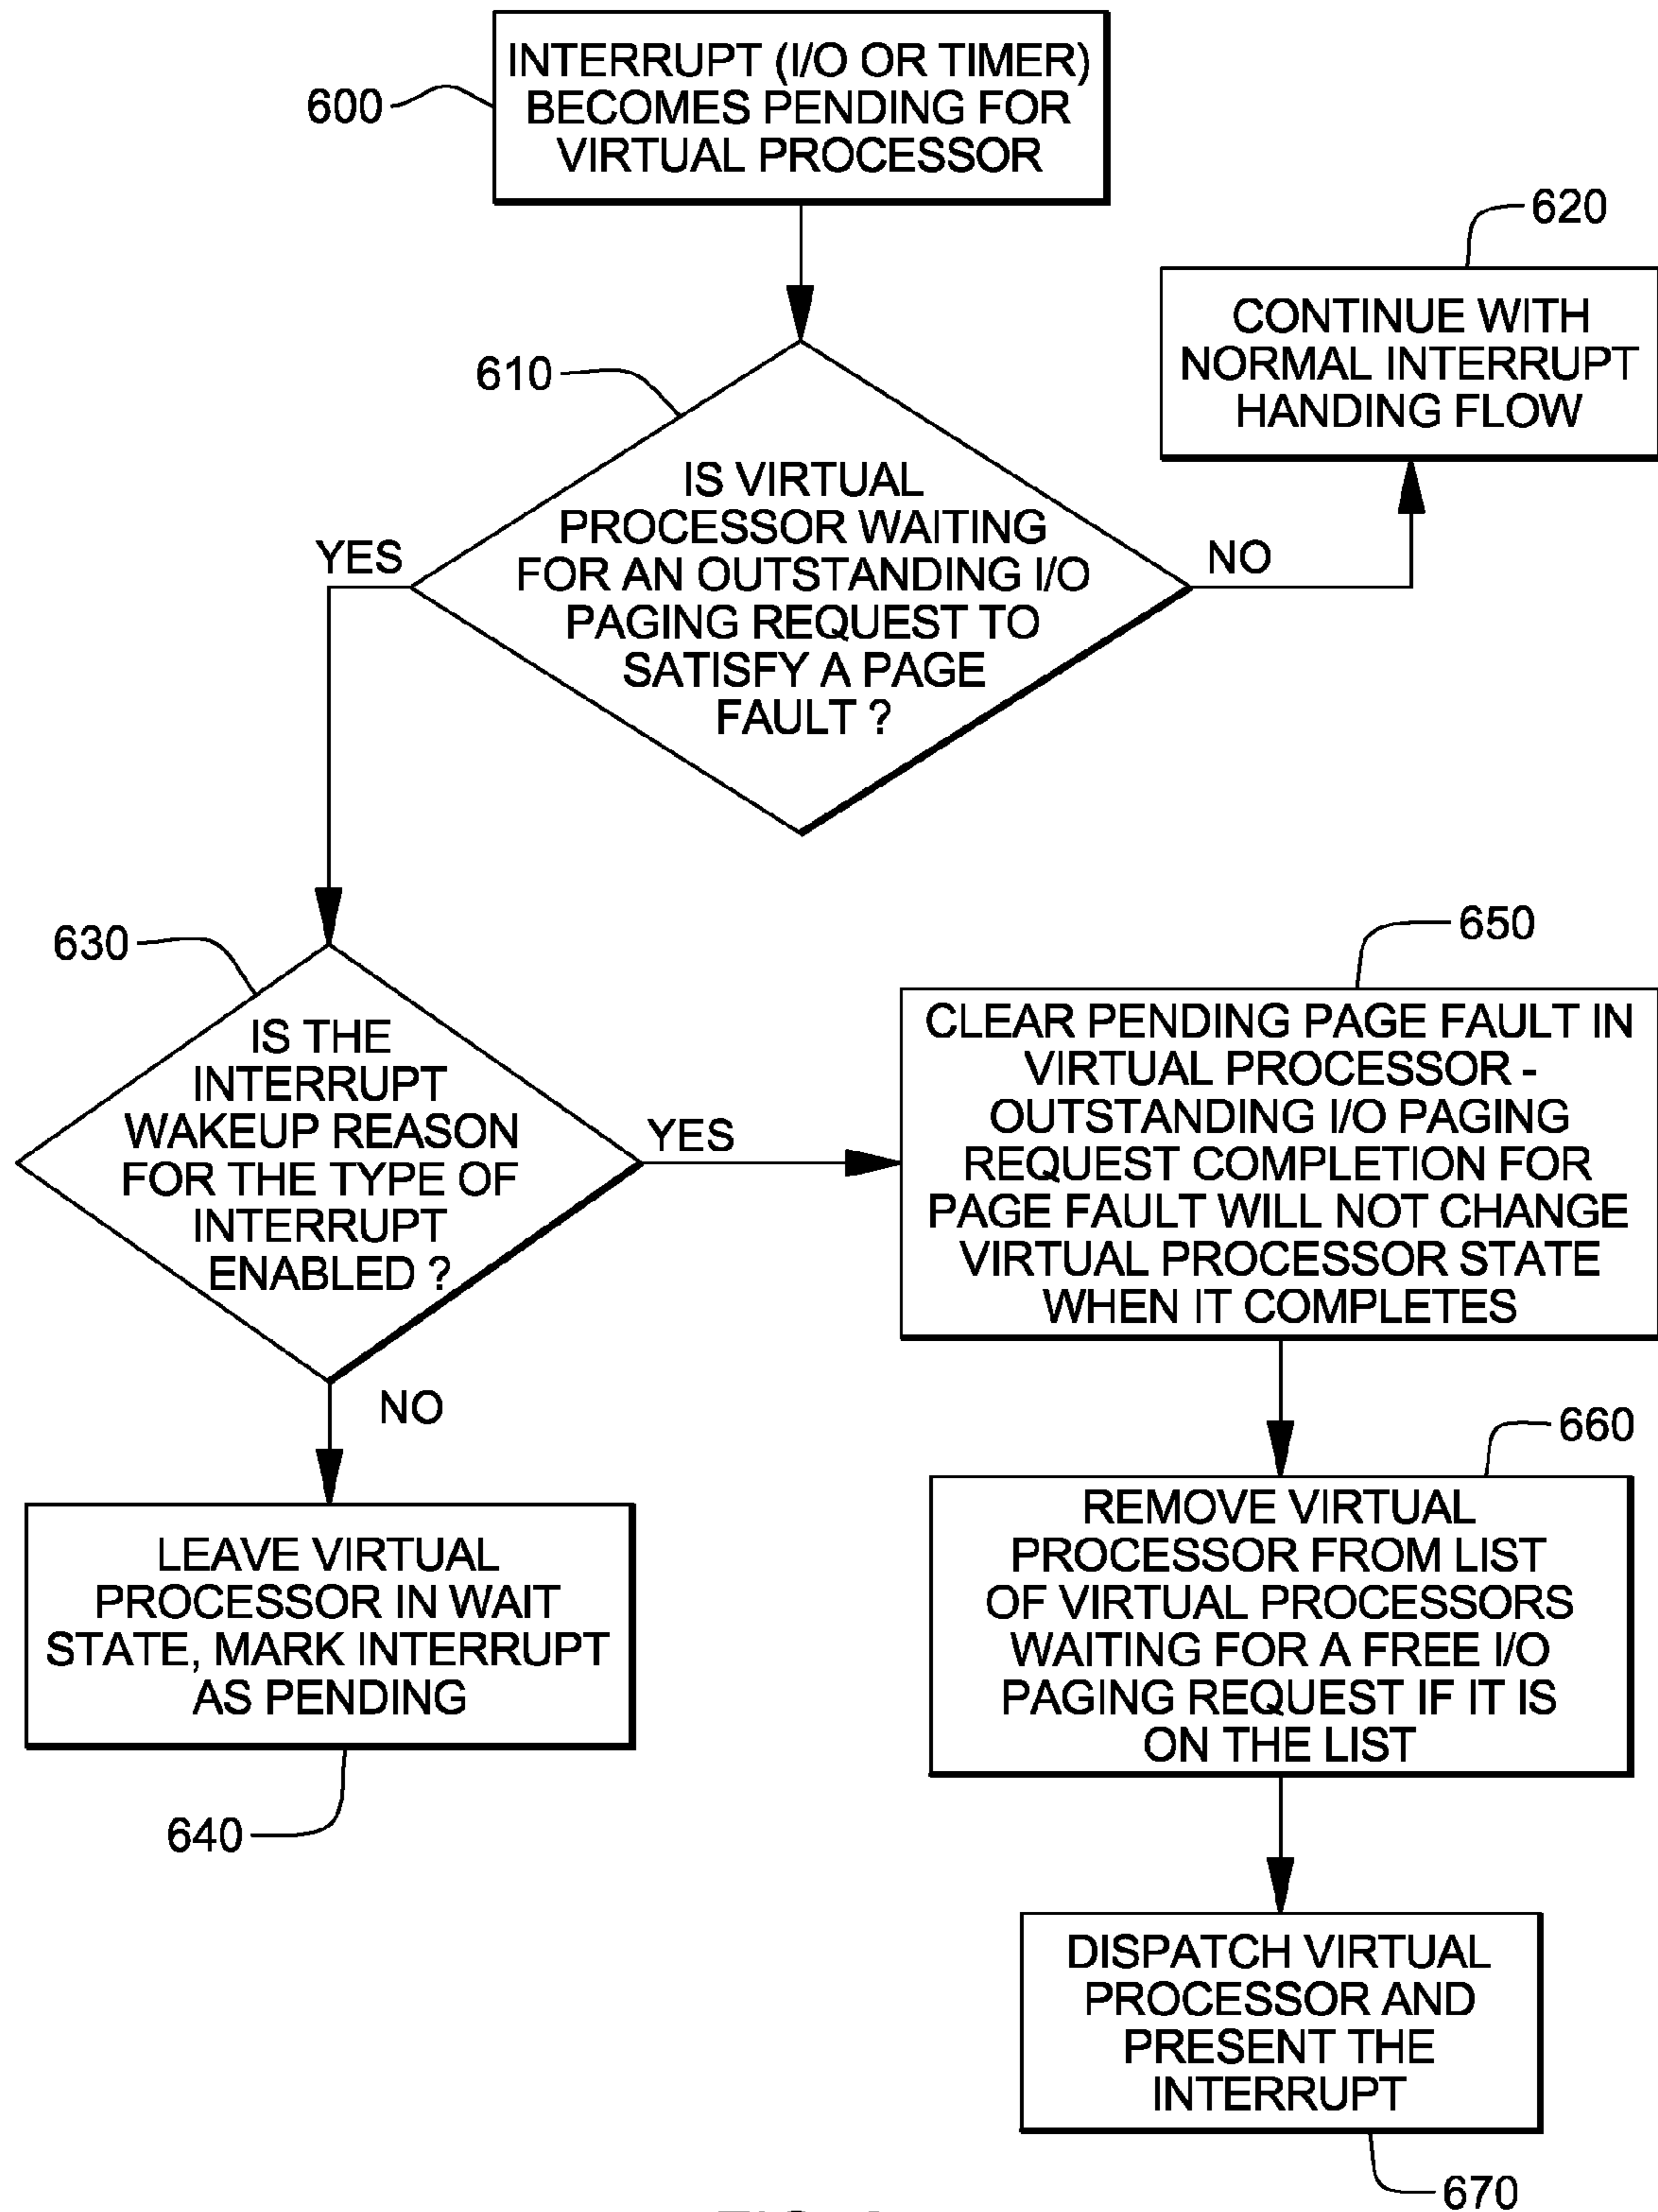 INTERRUPT (I/O OR TIMER)
BECOMES PENDING FOR
VIRTUAL PROCESSOR
600
620
CONTINUE WITH
NORMAL INTERRUPT
HANDING FLOW
610
IS VIRTUAL
PROCESSOR WAITING
FOR AN OUTSTANDING I/O
PAGING REQUEST TO
SATISFY A PAGE
FAULT ?
YES
NO
630
IS THE
INTERRUPT
WAKEUP REASON
FOR THE TYPE OF
INTERRUPT
ENABLED ?
YES
NO
650
CLEAR PENDING PAGE FAULT IN
VIRTUAL PROCESSOR -
OUTSTANDING I/O PAGING
REQUEST COMPLETION FOR
PAGE FAULT WILL NOT CHANGE
VIRTUAL PROCESSOR STATE
WHEN IT COMPLETES
LEAVE VIRTUAL
PROCESSOR IN WAIT
STATE, MARK INTERRUPT
AS PENDING
640
660
REMOVE VIRTUAL
PROCESSOR FROM LIST
OF VIRTUAL PROCESSORS
WAITING FOR A FREE I/O
PAGING REQUEST IF IT IS
ON THE LIST
DISPATCH VIRTUAL
PROCESSOR AND
PRESENT THE
INTERRUPT
670